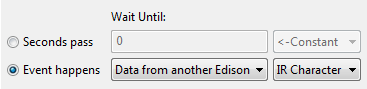 Wait Until:
Seconds pass 0 <-Constant
Event happens Data from another Edison IR Character